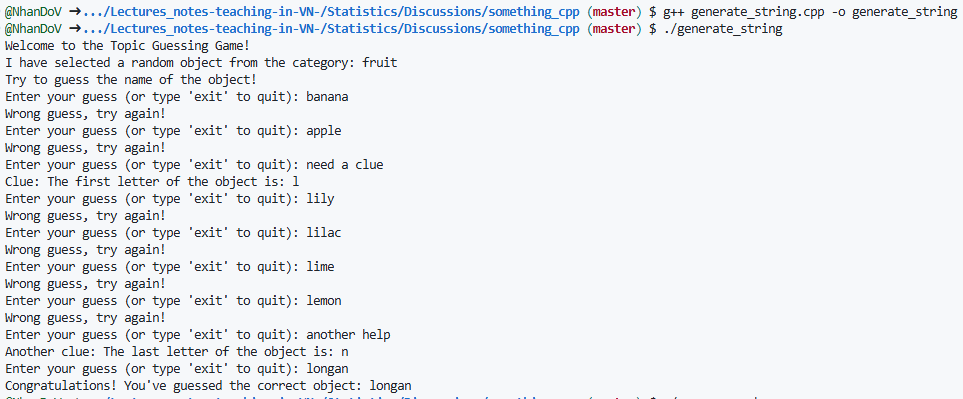 @NhanDoV ➜.../Lectures_notes-teaching-in-VN-/Statistics/Discussions/something_cpp (master) $ g++ generate_string.cpp -o generate_string
@NhanDoV ➜.../Lectures_notes-teaching-in-VN-/Statistics/Discussions/something_cpp (master) $ ./generate_string
Welcome to the Topic Guessing Game!
I have selected a random object from the category: fruit
Try to guess the name of the object!
Enter your guess (or type 'exit' to quit): banana
Wrong guess, try again!
Enter your guess (or type 'exit' to quit): apple
Wrong guess, try again!
Enter your guess (or type 'exit' to quit): need a clue
Clue: The first letter of the object is: l
Enter your guess (or type 'exit' to quit): lily
Wrong guess, try again!
Enter your guess (or type 'exit' to quit): lilac
Wrong guess, try again!
Enter your guess (or type 'exit' to quit): lime
Wrong guess, try again!
Enter your guess (or type 'exit' to quit): lemon
Wrong guess, try again!
Enter your guess (or type 'exit' to quit): another help
Another clue: The last letter of the object is: n
Enter your guess (or type 'exit' to quit): longan
Congratulations! You've guessed the correct object: longan